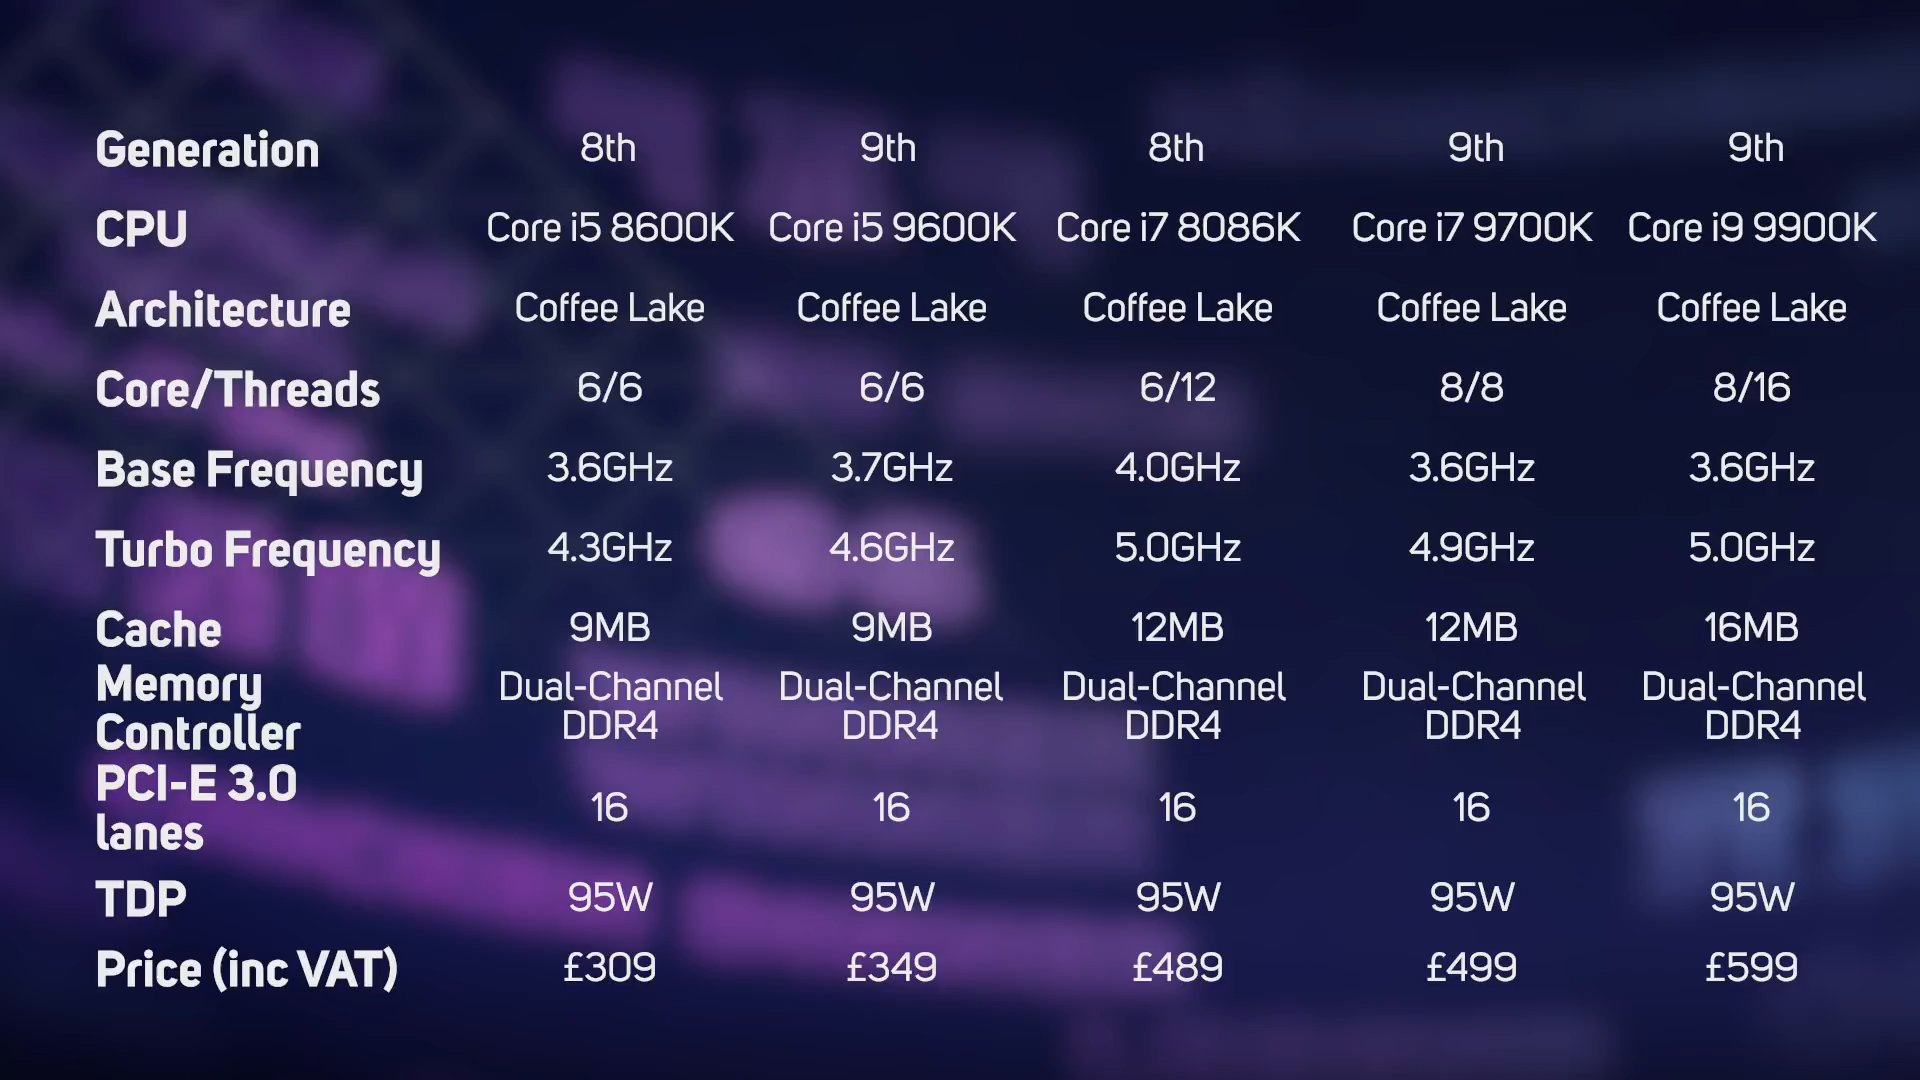 Generation 8th 9th 8th 9th 9th
CPU Core i5 8600K Core i5 9600K Core i7 8086K Core i7 9700K Core i9 9900K
Architecture Coffee Lake Coffee Lake Coffee Lake Coffee Lake Coffee Lake
Core/Threads 6/6 6/6 6/12 8/8 8/16
Base Frequency 3.6GHz 3.7GHz 4.0GHz 3.6GHz 3.6GHz
Turbo Frequency 4.3GHz 4.6GHz 5.0GHz 4.9GHz 5.0GHz
Cache 9MB 9MB 12MB 12MB 16MB
Memory Dual-Channel Dual-Channel Dual-Channel Dual-Channel Dual-Channel
Controller DDR4 DDR4 DDR4 DDR4 DDR4
PCI-E 3.0
lanes 16 16 16 16 16
TDP 95W 95W 95W 95W 95W
Price (inc VAT) £309 £349 £489 £499 £599